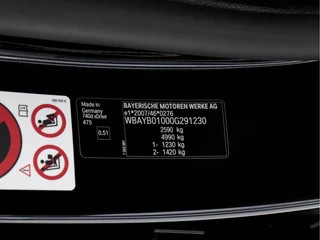 Made in
Germany
740d xDrive
475
0.51
BAYERISCHE MOTOREN WERKE AG
e1*2007/46*0276
WBAYB01000G291230
2590 kg
4990 kg
1- 1230 kg
2- 1420 kg